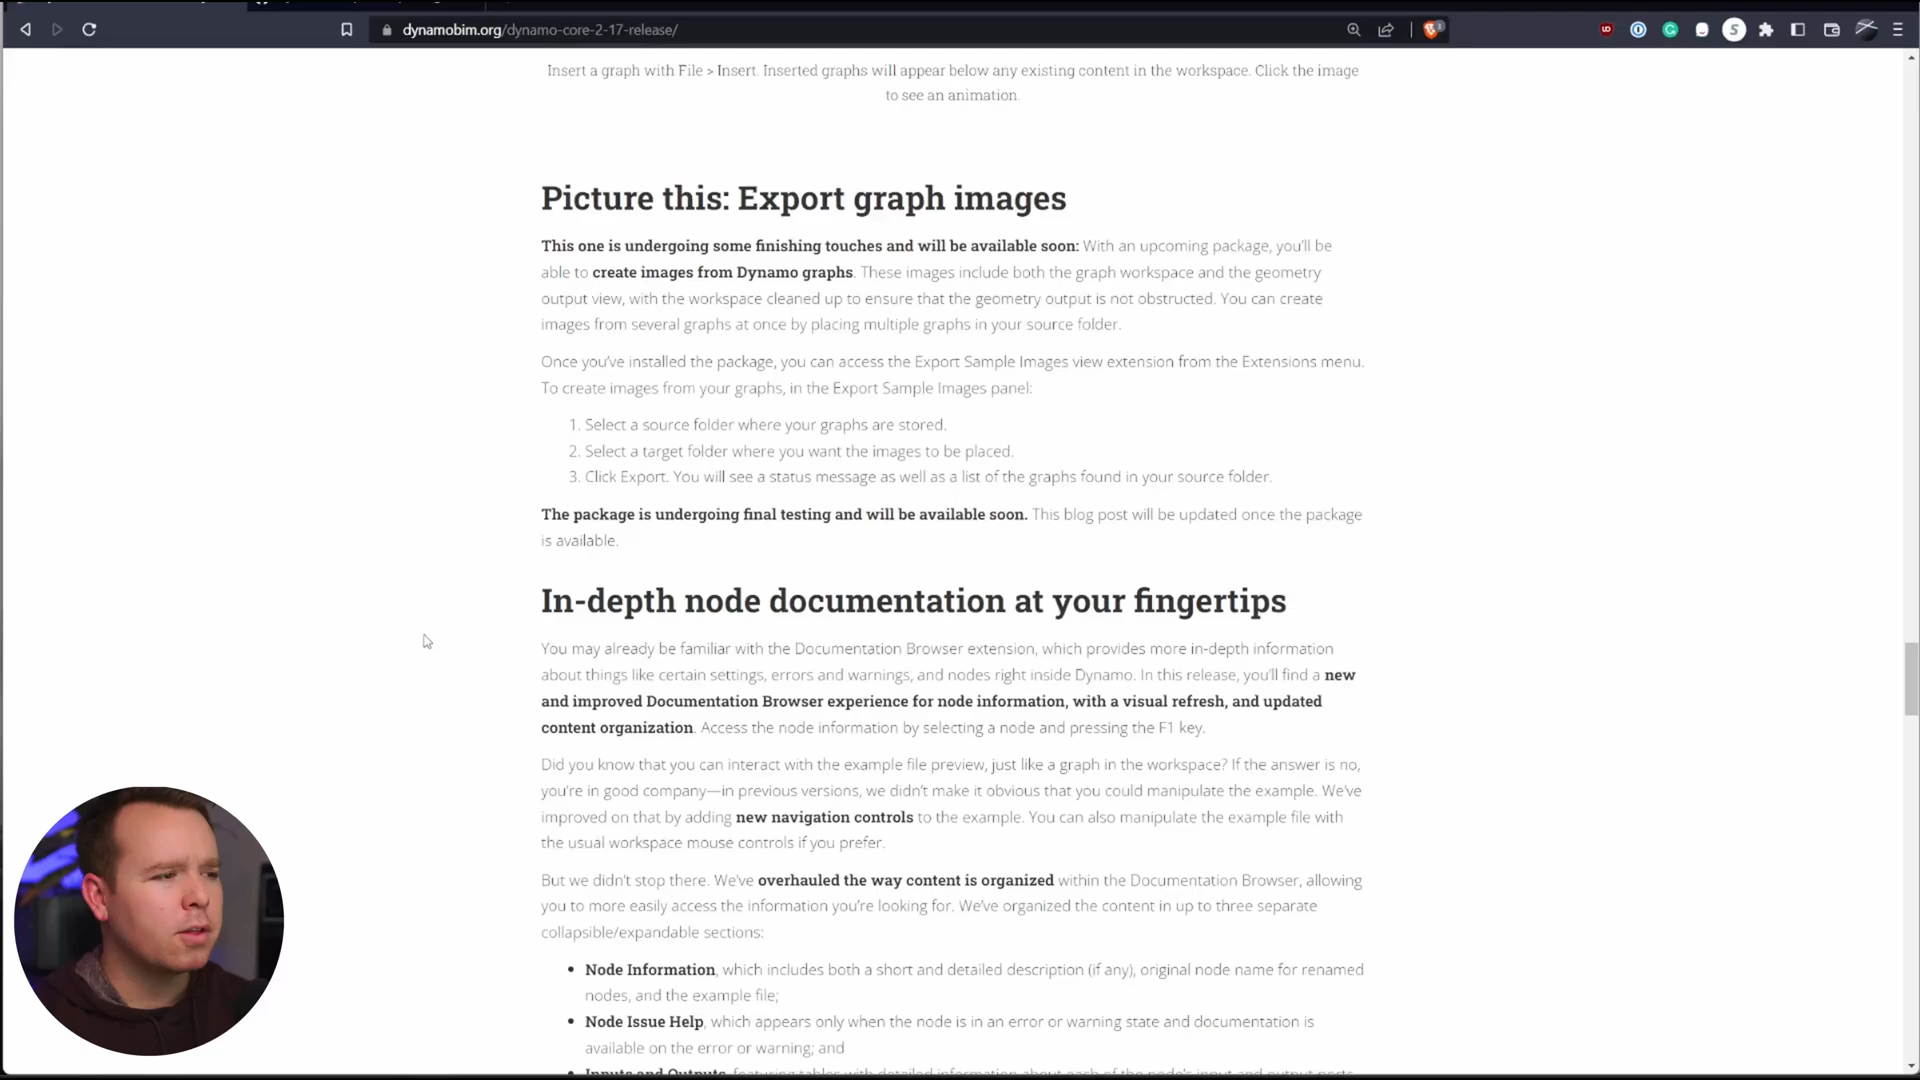 dynamobim.org/dynamo-core-2-17-release/
Insert a graph with File > Insert. Inserted graphs will appear below any existing content in the workspace. Click the image
to see an animation.
Picture this: Export graph images
This one is undergoing some finishing touches and will be available soon: With an upcoming package, you'll be
able to create images from Dynamo graphs. These images include both the graph workspace and the geometry
output view, with the workspace cleaned up to ensure that the geometry output is not obstructed. You can create
images from several graphs at once by placing multiple graphs in your source folder.
Once you've installed the package, you can access the Export Sample Images view extension from the Extensions menu.
To create images from your graphs, in the Export Sample Images panel:
1. Select a source folder where your graphs are stored.
2. Select a target folder where you want the images to be placed.
3. Click Export. You will see a status message as well as a list of the graphs found in your source folder.
The package is undergoing final testing and will be available soon. This blog post will be updated once the package
is available.
In-depth node documentation at your fingertips
You may already be familiar with the Documentation Browser extension, which provides more in-depth information
about things like certain settings, errors and warnings, and nodes right inside Dynamo. In this release, you'll find a new
and improved Documentation Browser experience for node information, with a visual refresh, and updated
content organization. Access the node information by selecting a node and pressing the F1 key.
Did you know that you can interact with the example file preview, just like a graph in the workspace? If the answer is no,
you're in good company—in previous versions, we didn't make it obvious that you could manipulate the example. We've
improved on that by adding new navigation controls to the example. You can also manipulate the example file with
the usual workspace mouse controls if you prefer.
But we didn't stop there. We've overhauled the way content is organized within the Documentation Browser, allowing
you to more easily access the information you're looking for. We've organized the content in up to three separate
collapsible/expandable sections:
• Node Information, which includes both a short and detailed description (if any), original node name for renamed
nodes, and the example file;
• Node Issue Help, which appears only when the node is in an error or warning state and documentation is
available on the error or warning; and
• Inputs and Outputs, featuring tables with detailed information about each of the node's input and output ports